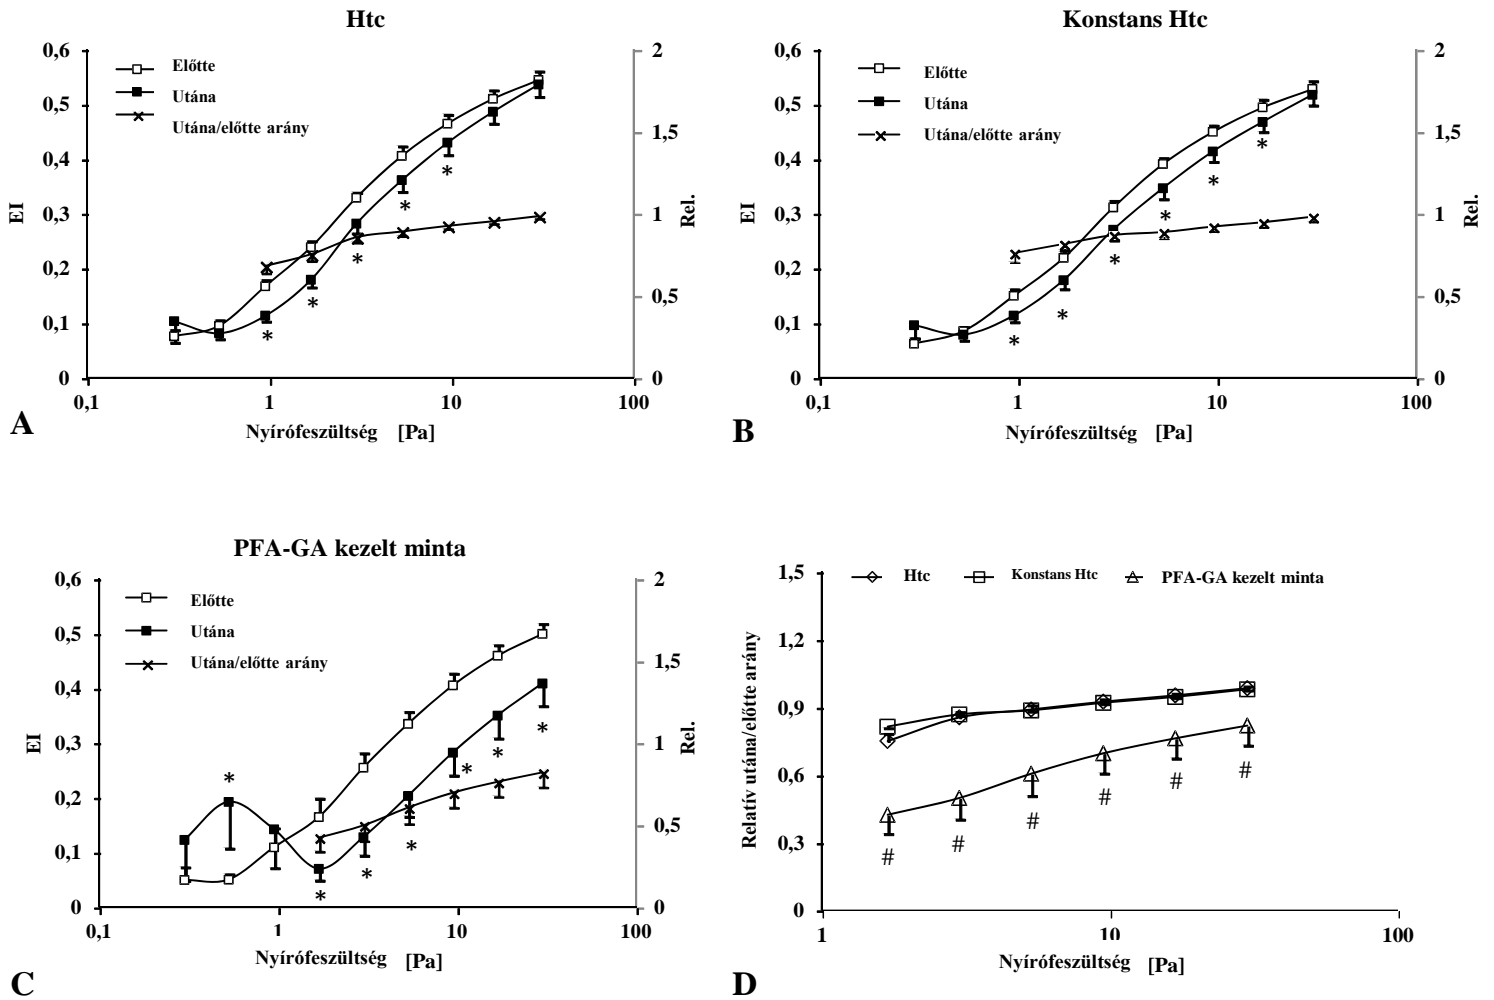 Htc
EI
0,6
0,5
0,4
0,3
0,2
0,1
0
Előtte
Utána
Utána/előtte arány
* * * * *
2
1,5
1
0,5
0
Rel.
0,1 1 10 100
Nyírófeszültség [Pa]
A
Konstans Htc
EI
0,6
0,5
0,4
0,3
0,2
0,1
0
Előtte
Utána
Utána/előtte arány
* * * * * *
2
1,5
1
0,5
0
Rel.
0,1 1 10 100
Nyírófeszültség [Pa]
B
PFA-GA kezelt minta
EI
0,6
0,5
0,4
0,3
0,2
0,1
0
Előtte
Utána
Utána/előtte arány
* * * * * * *
2
1,5
1
0,5
0
Rel.
0,1 1 10 100
Nyírófeszültség [Pa]
C
Relatív utána/előtte arány
1,5
1,2
0,9
0,6
0,3
0
Htc Konstans Htc PFA-GA kezelt minta
# # # # # #
1 10 100
Nyírófeszültség [Pa]
D